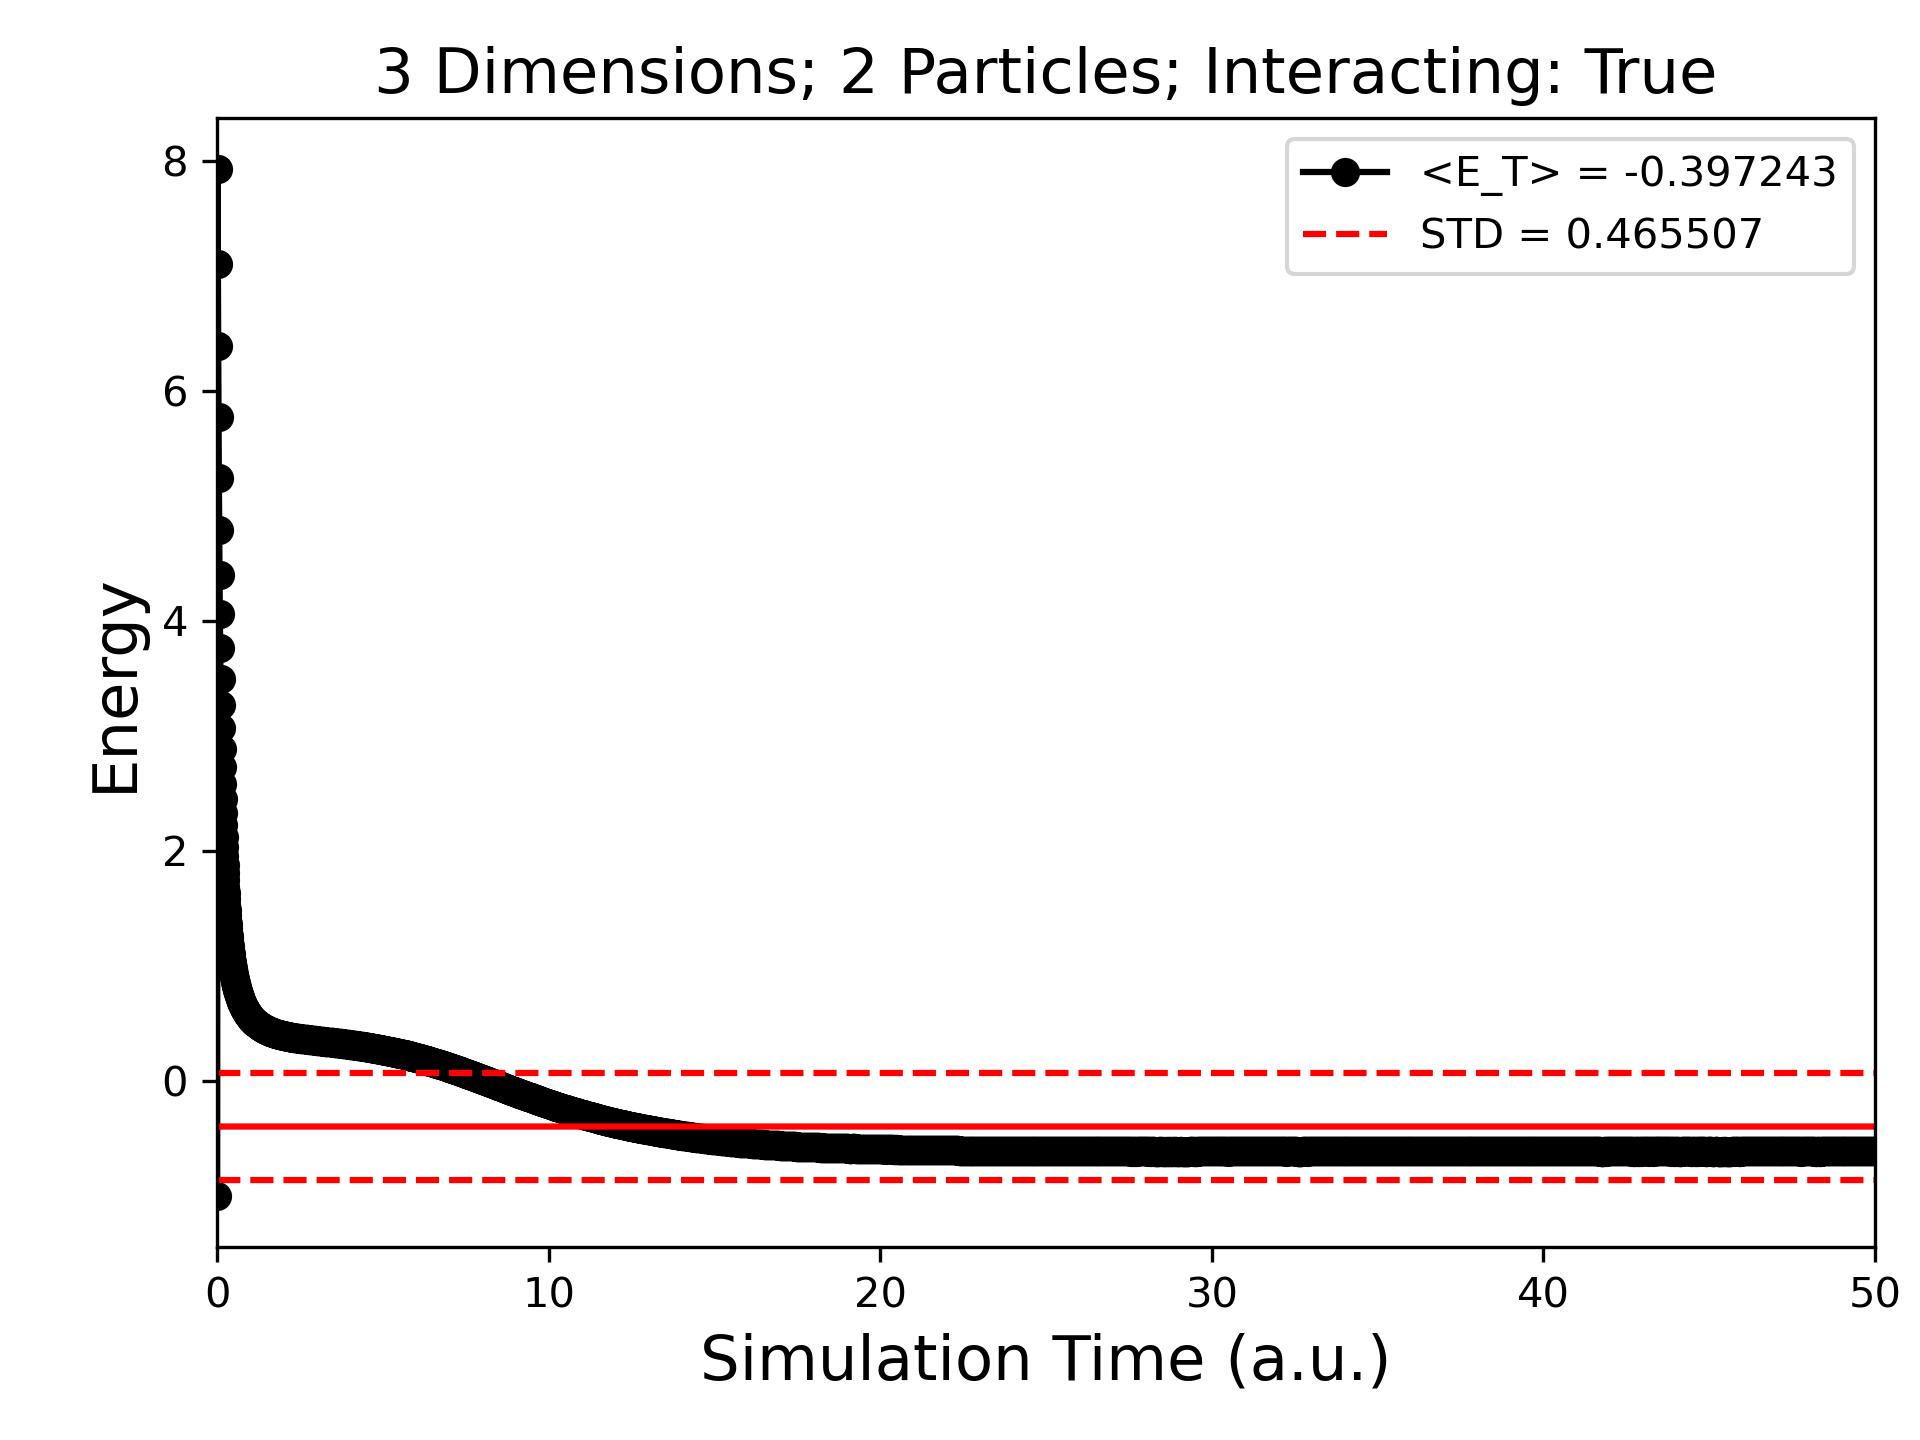 3 Dimensions; 2 Particles; Interacting: True
<E_T> = -0.397243
STD = 0.465507
8
6
4
2
0
Energy
0 10 20 30 40 50
Simulation Time (a.u.)